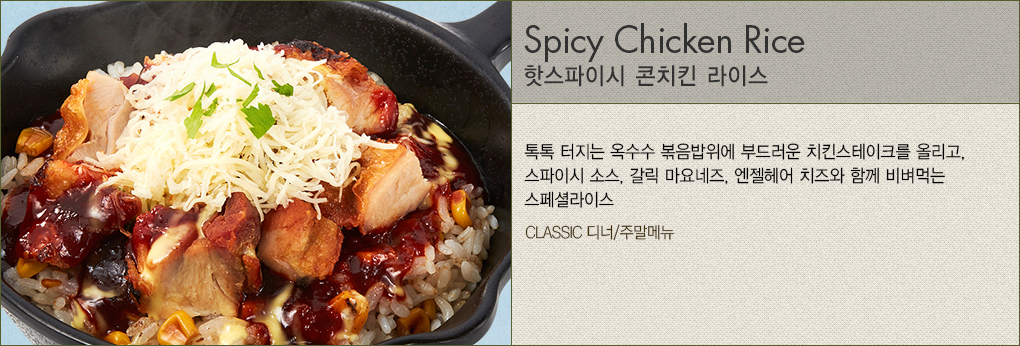 Spicy Chicken Rice
핫스파이시 콘치킨 라이스
톡톡 터지는 옥수수 볶음밥위에 부드러운 치킨스테이크를 올리고,
스파이시 소스, 갈릭 마요네즈, 엔젤헤어 치즈와 함께 비벼먹는
스페셜라이스
CLASSIC 디너/주말메뉴